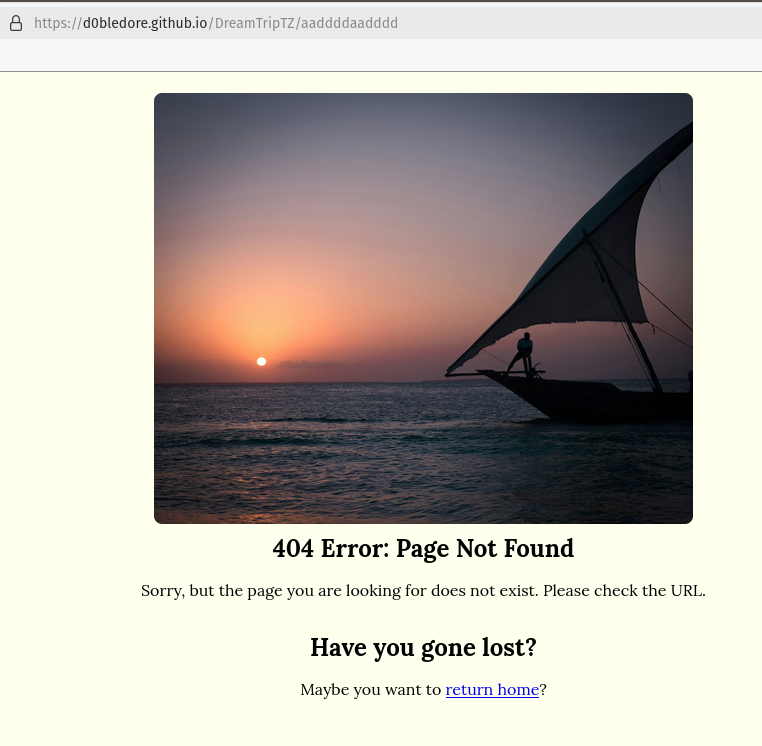 https://d0bledore.github.io/DreamTripTZ/aaddddaadddd
404 Error: Page Not Found
Sorry, but the page you are looking for does not exist. Please check the URL.
Have you gone lost?
Maybe you want to return home?